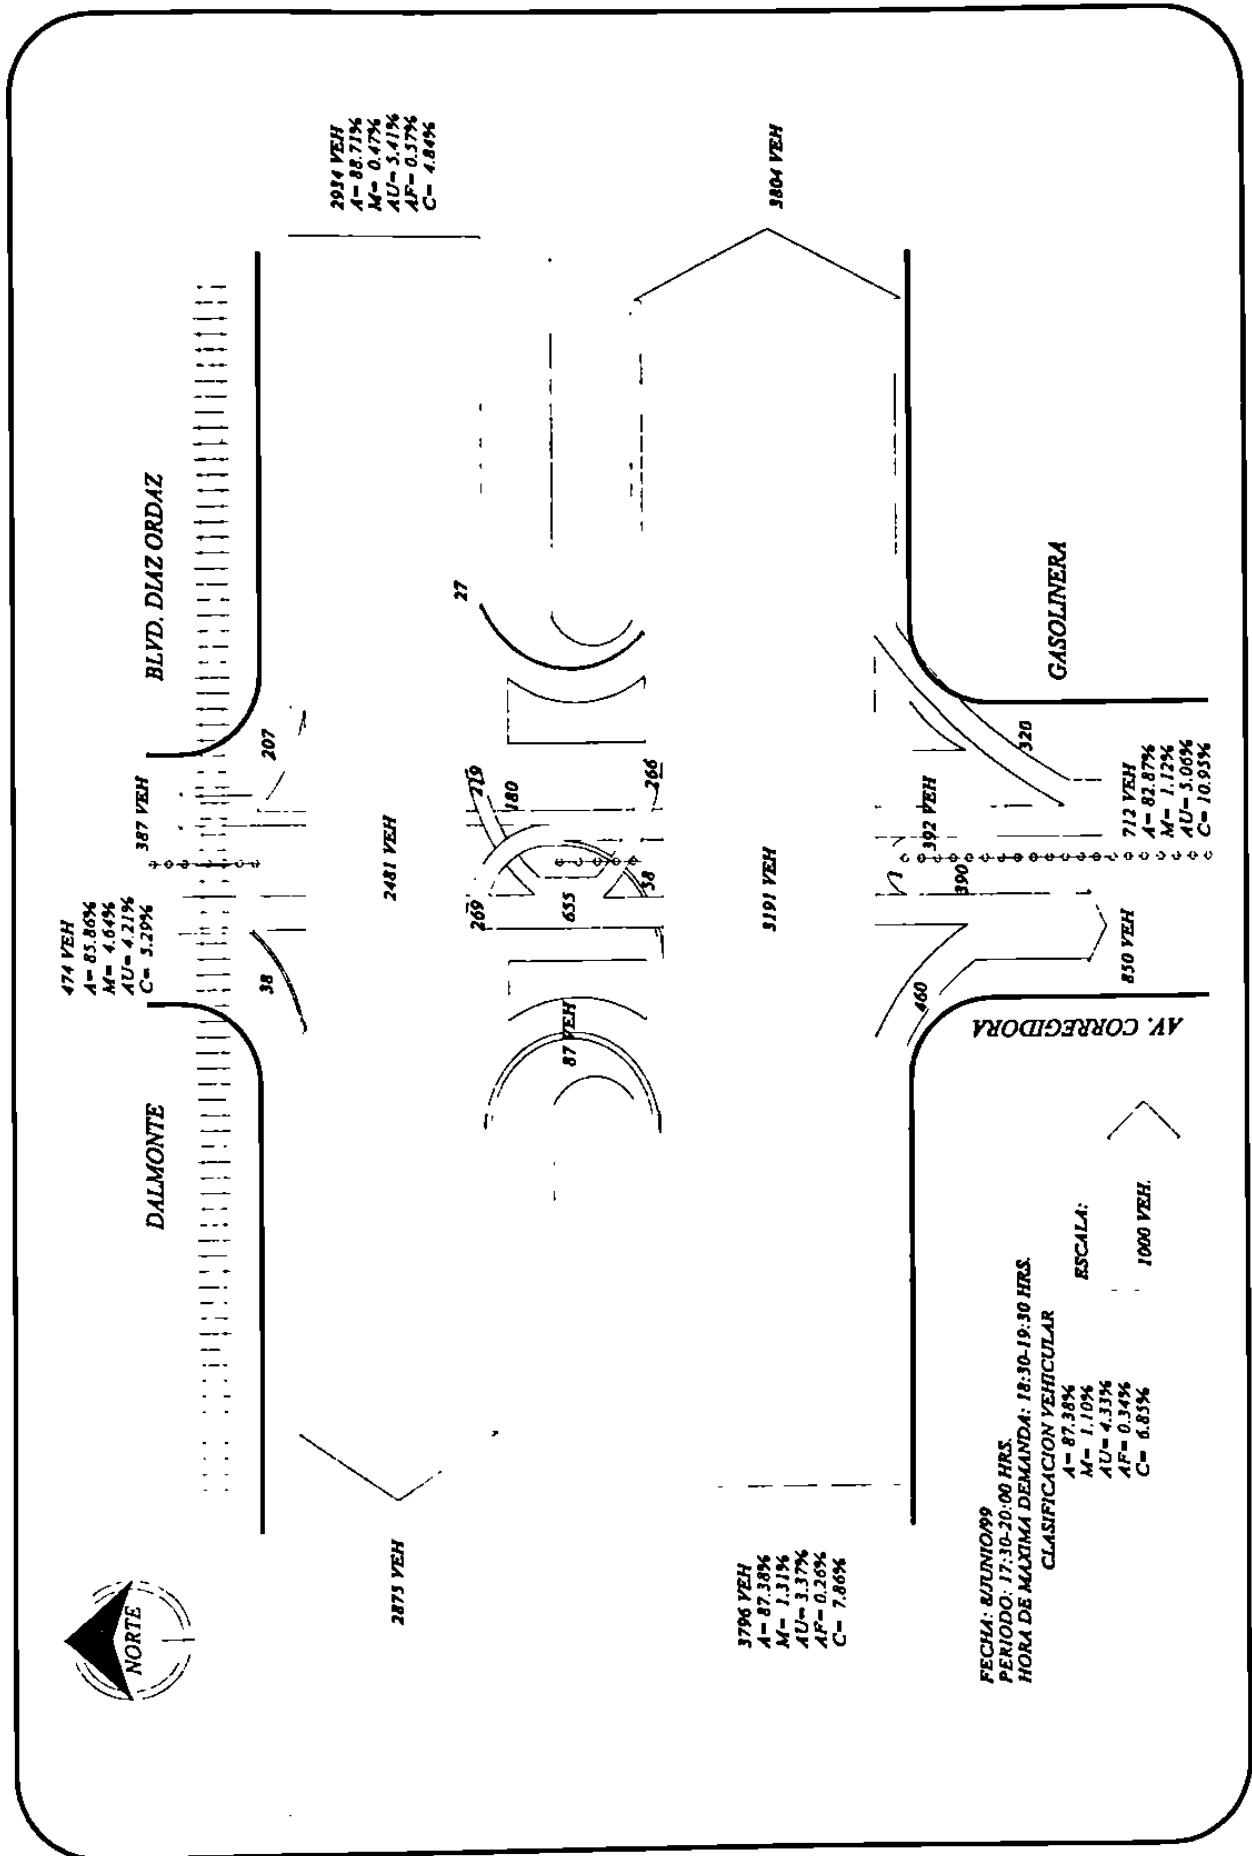 474 VEH
A= 85.86%
M= 4.64%
AU= 4.21%
C= 5.29%
387 VEH
DALMONTE
BLVD. DIAZ ORDAZ
38
207
NORTE
2934 VEH
A= 88.71%
M= 0.47%
AU= 5.41%
AF= 0.57%
C= 4.84%
2875 VEH
2481 VEH
27
269
219
180
655
87 VEH
38
266
3796 VEH
A= 87.38%
M= 1.31%
AU= 3.37%
AF= 0.26%
C= 7.86%
3191 VEH
3804 VEH
460
390
392 VEH
320
AV. CORREGIDORA
GASOLINERA
850 VEH
712 VEH
A= 82.87%
M= 1.12%
AU= 5.06%
C= 10.95%
FECHA: 8/JUNIO/99
PERIODO: 17:30-20:00 HRS.
HORA DE MAXIMA DEMANDA: 18:30-19:30 HRS.
CLASIFICACION VEHICULAR
A= 87.38%
M= 1.10%
AU= 4.33%
AF= 0.34%
C= 6.85%
ESCALA:
1000 VEH.